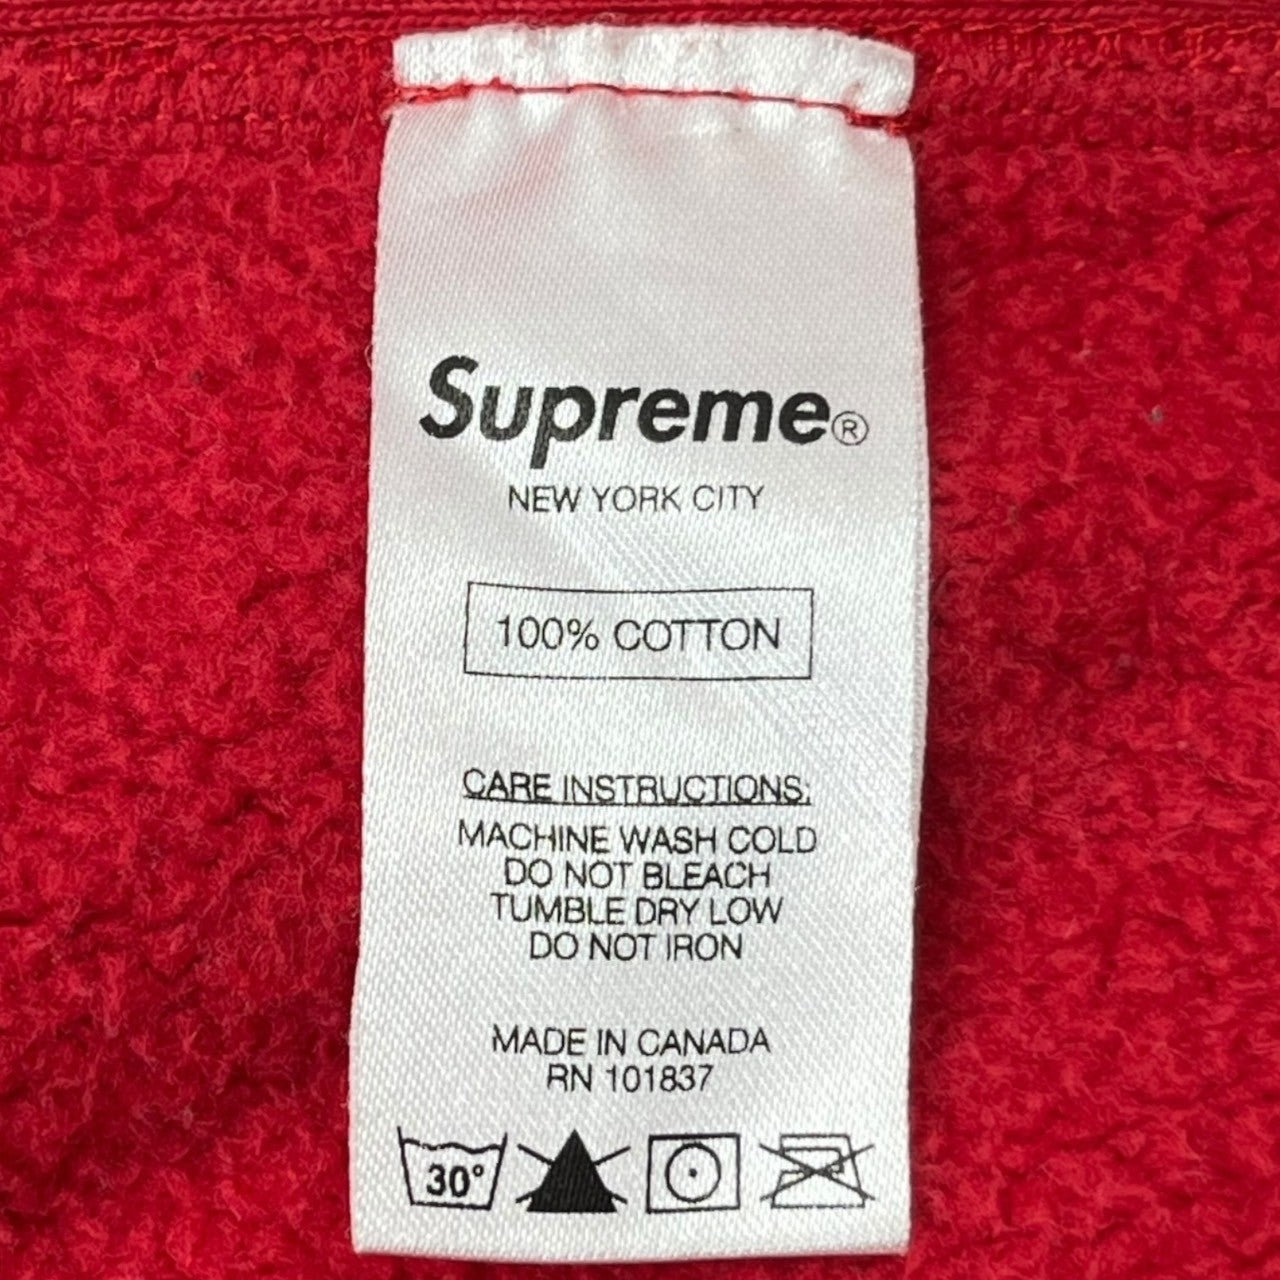 Supreme®
NEW YORK CITY
100% COTTON
CARE INSTRUCTIONS:
MACHINE WASH COLD
DO NOT BLEACH
TUMBLE DRY LOW
DO NOT IRON
MADE IN CANADA
RN 101837
30°